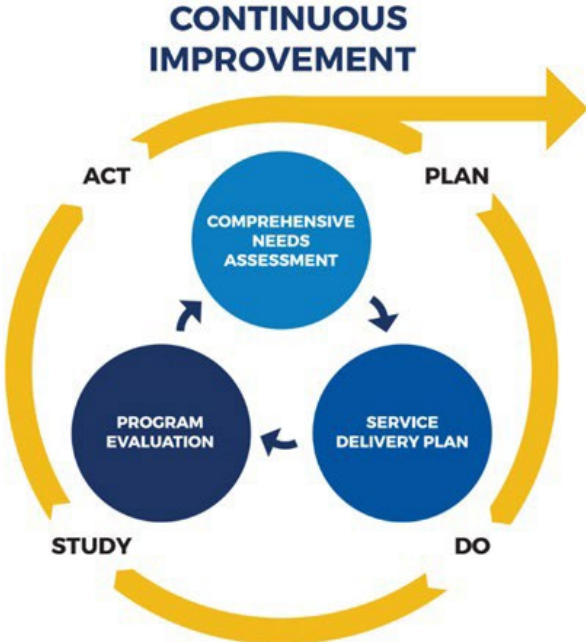 CONTINUOUS
IMPROVEMENT
ACT
PLAN
COMPREHENSIVE
NEEDS
ASSESSMENT
PROGRAM
EVALUATION
SERVICE
DELIVERY PLAN
STUDY
DO